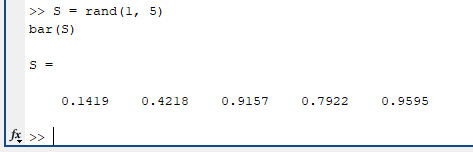 >> S = rand(1, 5)
bar(S)
S =
0.1419 0.4218 0.9157 0.7922 0.9595
fx >>